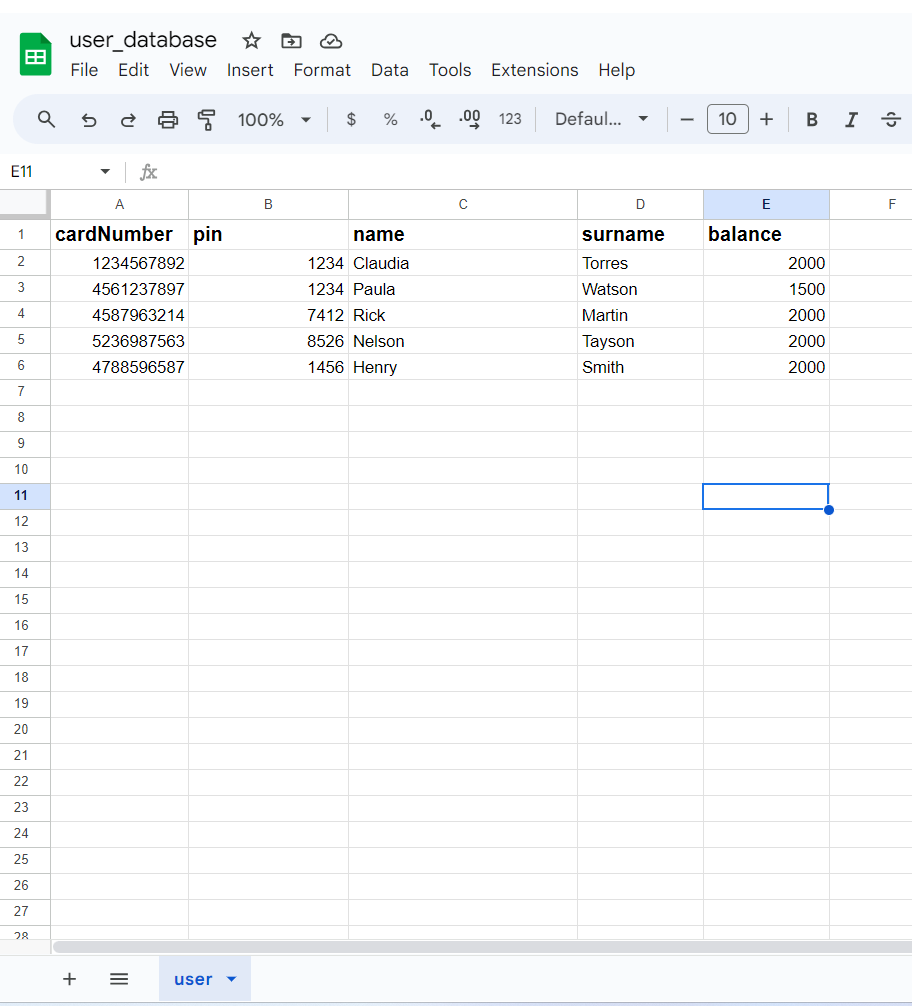 user_database
File Edit View Insert Format Data Tools Extensions Help
100% $ % .0 .00 123 Defaul... 10 B I S
E11 fx
A B C D E F
1 cardNumber pin name surname balance
2 1234567892 1234 Claudia Torres 2000
3 4561237897 1234 Paula Watson 1500
4 4587963214 7412 Rick Martin 2000
5 5236987563 8526 Nelson Tayson 2000
6 4788596587 1456 Henry Smith 2000
7
8
9
10
11
12
13
14
15
16
17
18
19
20
21
22
23
24
25
26
27
28
user